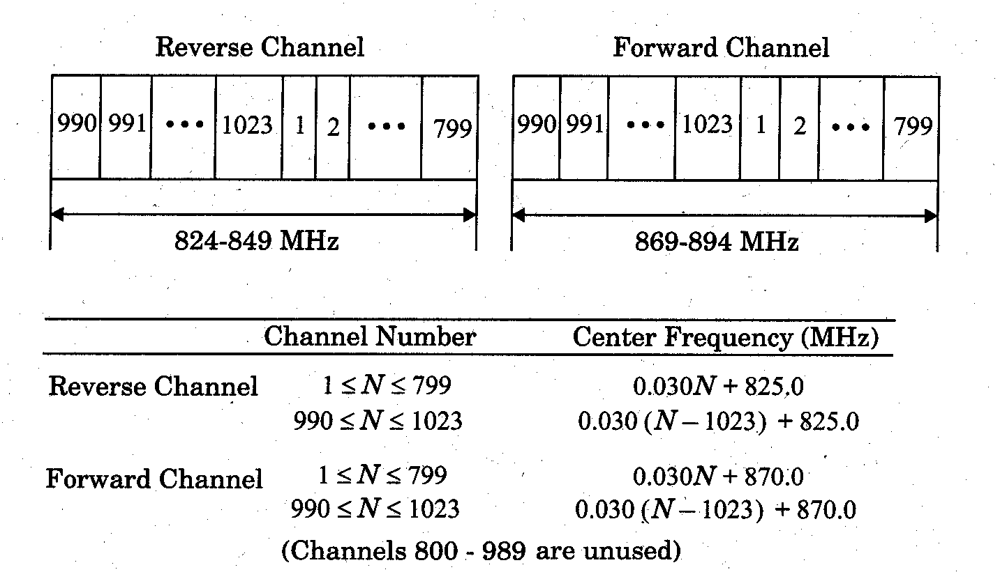 Reverse Channel Forward Channel
990 991 ••• 1023 1 2 ••• 799 990 991 ••• 1023 1 2 ••• 799
824-849 MHz 869-894 MHz
Channel Number Center Frequency (MHz)
Reverse Channel 1 ≤ N ≤ 799 0.030N + 825.0
990 ≤ N ≤ 1023 0.030 (N – 1023) + 825.0
Forward Channel 1 ≤ N ≤ 799 0.030N + 870.0
990 ≤ N ≤ 1023 0.030 (N – 1023) + 870.0
(Channels 800 - 989 are unused)